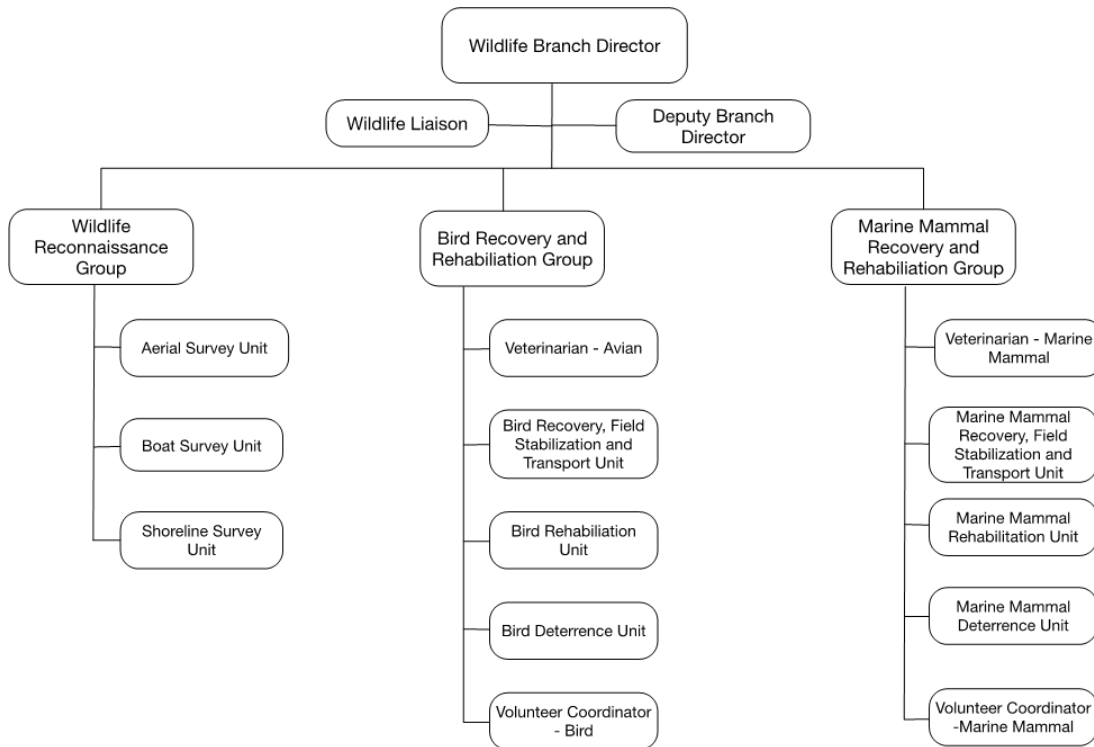 Wildlife Branch Director
Wildlife Liaison
Deputy Branch
Director
Wildlife
Reconnaissance
Group
Bird Recovery and
Rehabiliation Group
Marine Mammal
Recovery and
Rehabiliation Group
Aerial Survey Unit
Boat Survey Unit
Shoreline Survey
Unit
Veterinarian - Avian
Bird Recovery, Field
Stabilization and
Transport Unit
Bird Rehabiliation
Unit
Bird Deterrence Unit
Volunteer Coordinator
- Bird
Veterinarian - Marine
Mammal
Marine Mammal
Recovery, Field
Stabilization and
Transport Unit
Marine Mammal
Rehabilitation Unit
Marine Mammal
Deterrence Unit
Volunteer Coordinator
-Marine Mammal